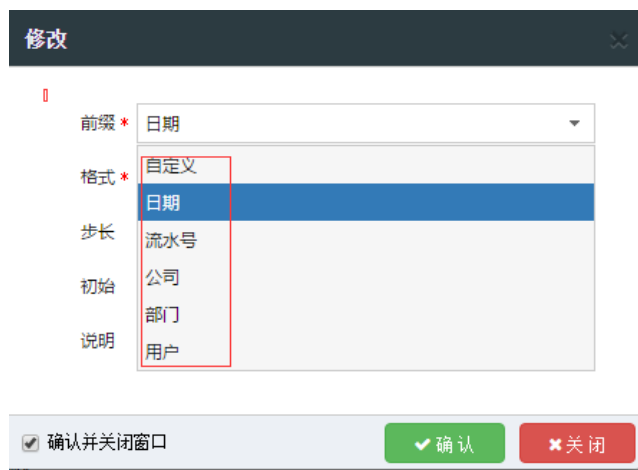 修改
前缀 * 日期
格式 *
自定义
日期
步长
流水号
初始
公司
部门
说明
用户
确认并关闭窗口
确认
关闭